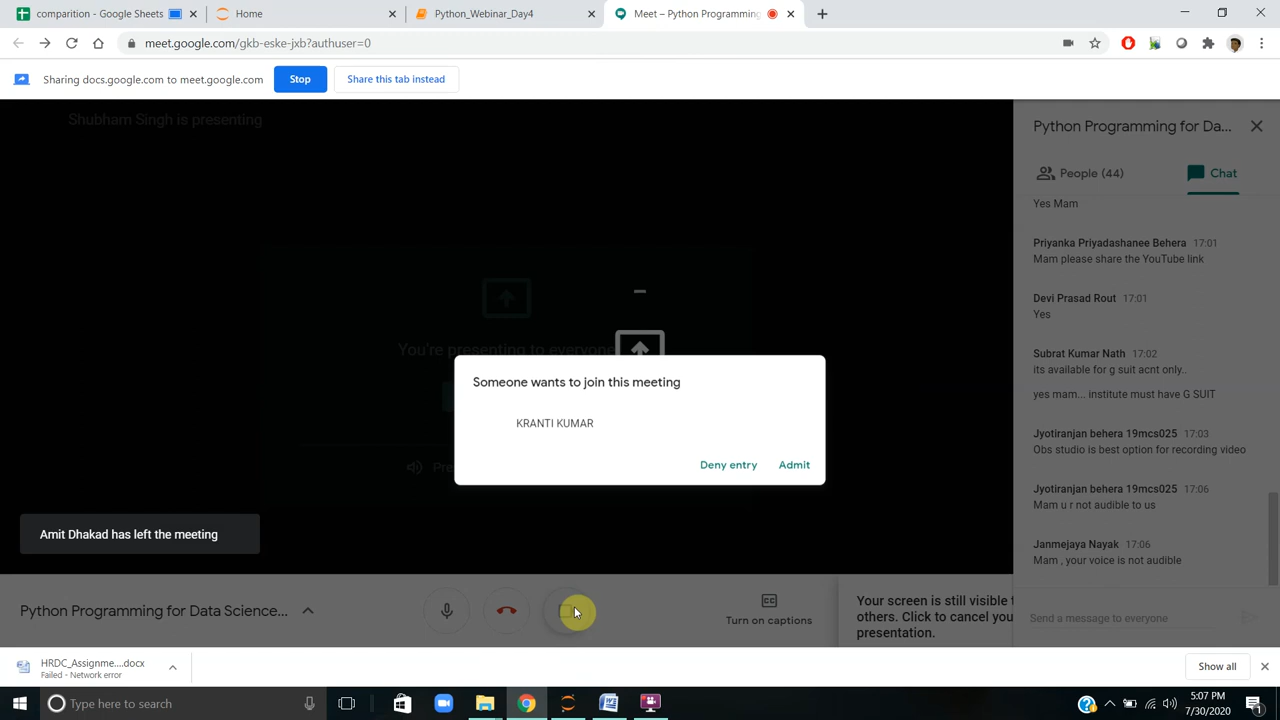 comparition - Google Sheets
Home
Python_Webinar_Day4
Meet – Python Programming
meet.google.com/gkb-eske-jxb?authuser=0
Sharing docs.google.com to meet.google.com
Stop
Share this tab instead
Shubham Singh is presenting
Python Programming for Da...
People (44)
Chat
Yes Mam
Priyanka Priyadashanee Behera 17:01
Mam please share the YouTube link
Devi Prasad Rout 17:01
Yes
Subrat Kumar Nath 17:02
its available for g suit acnt only..
yes mam... institute must have G SUIT
Jyotiranjan behera 19mcs025 17:03
Obs studio is best option for recording video
Jyotiranjan behera 19mcs025 17:06
Mam u r not audible to us
Janmejaya Nayak 17:06
Mam , your voice is not audible
Send a message to everyone
You're presenting to everyone
Someone wants to join this meeting
KRANTI KUMAR
Deny entry
Admit
Amit Dhakad has left the meeting
Python Programming for Data Science...
Turn on captions
Your screen is still visible t
others. Click to cancel you
presentation.
HRDC_Assignme....docx
Failed - Network error
Show all
Type here to search
5:07 PM
7/30/2020